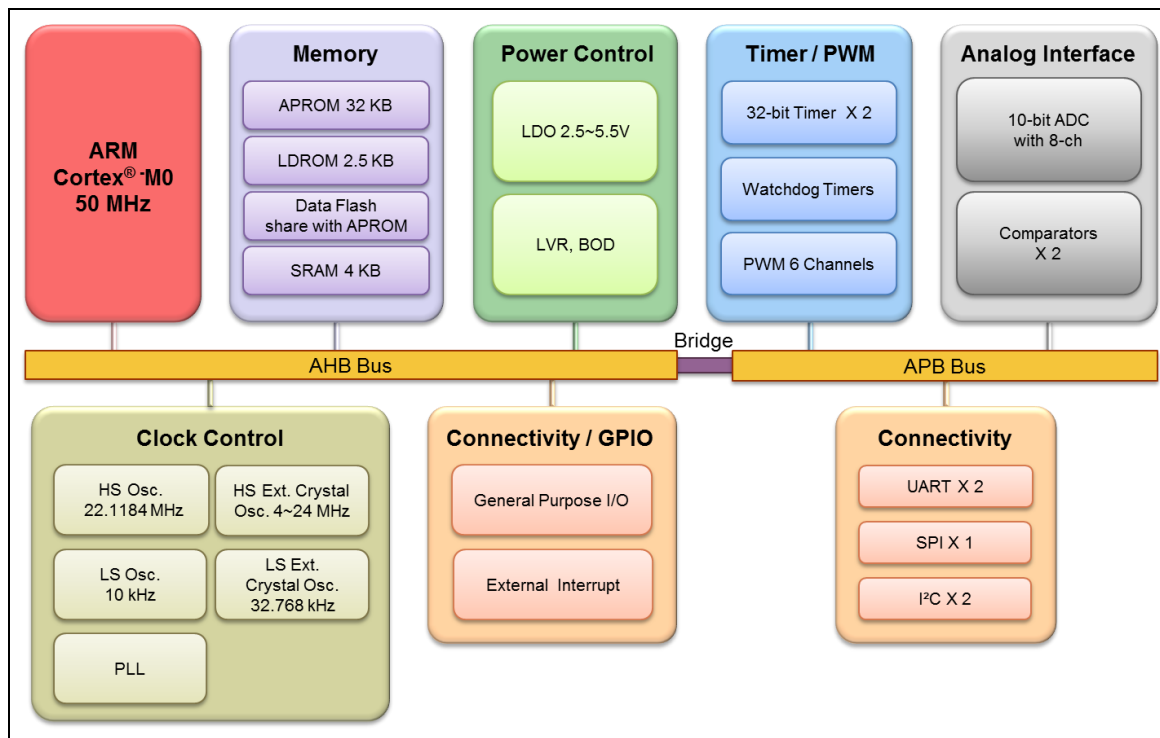 ARM
Cortex® -M0
50 MHz
Memory
APROM 32 KB
LDROM 2.5 KB
Data Flash
share with APROM
SRAM 4 KB
Power Control
LDO 2.5~5.5V
LVR, BOD
Timer / PWM
32-bit Timer X 2
Watchdog Timers
PWM 6 Channels
Analog Interface
10-bit ADC
with 8-ch
Comparators
X 2
AHB Bus
Bridge
APB Bus
Clock Control
HS Osc.
22.1184 MHz
HS Ext. Crystal
Osc. 4~24 MHz
LS Osc.
10 kHz
LS Ext.
Crystal Osc.
32.768 kHz
PLL
Connectivity / GPIO
General Purpose I/O
External Interrupt
Connectivity
UART X 2
SPI X 1
I²C X 2